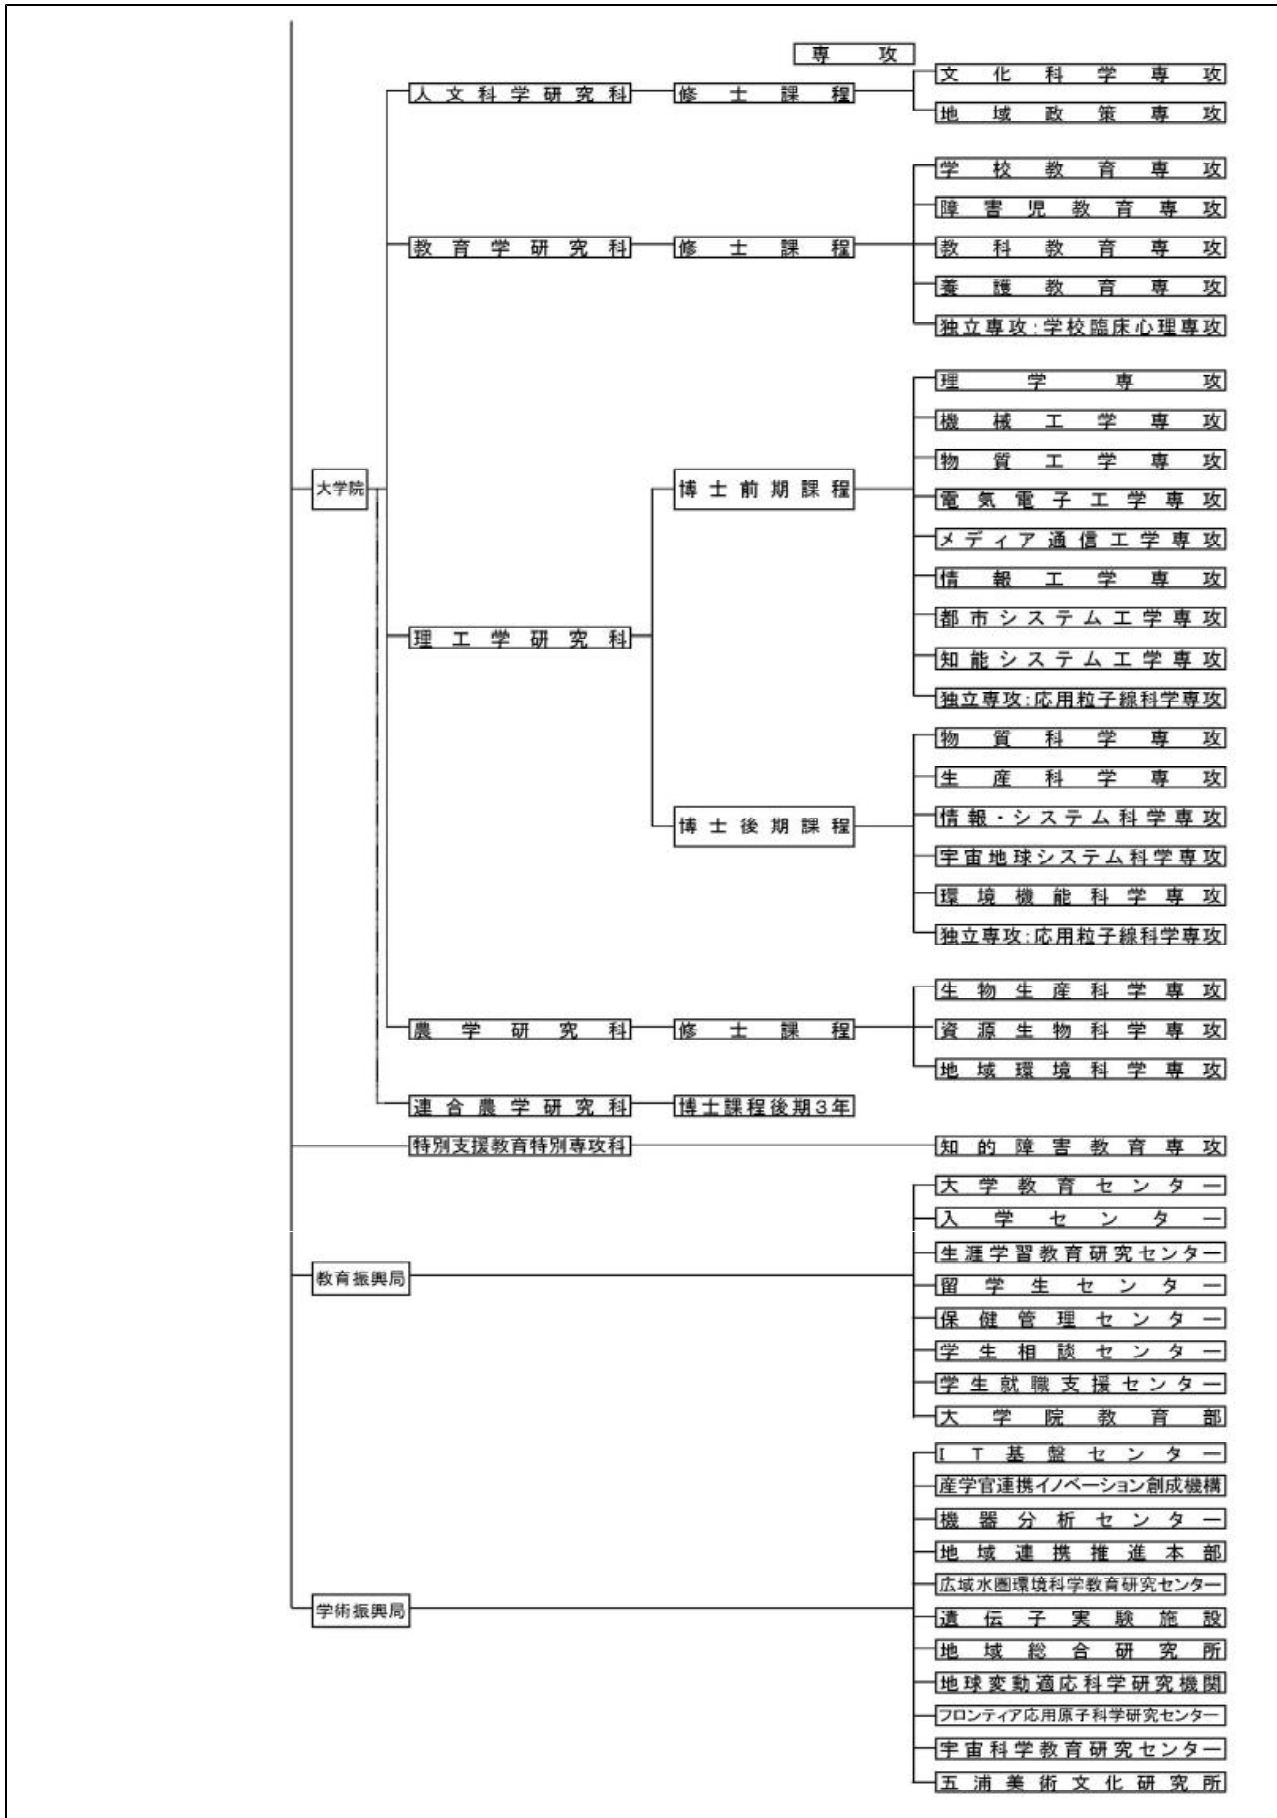 専攻
人文科学研究科 修士課程 文化科学専攻
地域政策専攻
学校教育専攻
障害児教育専攻
教育学研究科 修士課程 教科教育専攻
養護教育専攻
独立専攻:学校臨床心理専攻
理学専攻
機械工学専攻
物質工学専攻
大学院 博士前期課程 電気電子工学専攻
メディア通信工学専攻
情報工学専攻
都市システム工学専攻
理工学研究科 知能システム工学専攻
独立専攻:応用粒子線科学専攻
物質科学専攻
生産科学専攻
博士後期課程 情報・システム科学専攻
宇宙地球システム科学専攻
環境機能科学専攻
独立専攻:応用粒子線科学専攻
生物生産科学専攻
農学研究科 修士課程 資源生物科学専攻
地域環境科学専攻
連合農学研究科 博士課程後期3年
特別支援教育特別専攻科 知的障害教育専攻
大学教育センター
入学センター
生涯学習教育研究センター
教育振興局 留学生センター
保健管理センター
学生相談センター
学生就職支援センター
大学院教育部
IT基盤センター
産学官連携イノベーション創成機構
機器分析センター
地域連携推進本部
広域水圏環境科学教育研究センター
学術振興局 遺伝子実験施設
地域総合研究所
地球変動適応科学研究機関
フロンティア応用原子科学研究センター
宇宙科学教育研究センター
五浦美術文化研究所